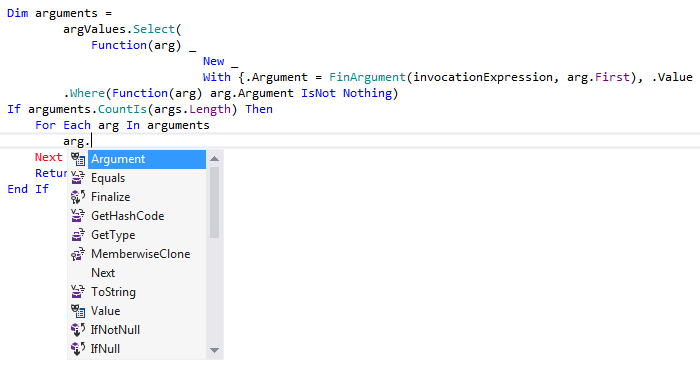 Dim arguments =
argValues.Select(
Function(arg) _
New _
With {.Argument = FinArgument(invocationExpression, arg.First), .Value
.Where(Function(arg) arg.Argument IsNot Nothing)
If arguments.CountIs(args.Length) Then
For Each arg In arguments
arg.
Next
Argument
Retur
Equals
End If
Finalize
GetHashCode
GetType
MemberwiseClone
Next
ToString
Value
IfNotNull
IfNull